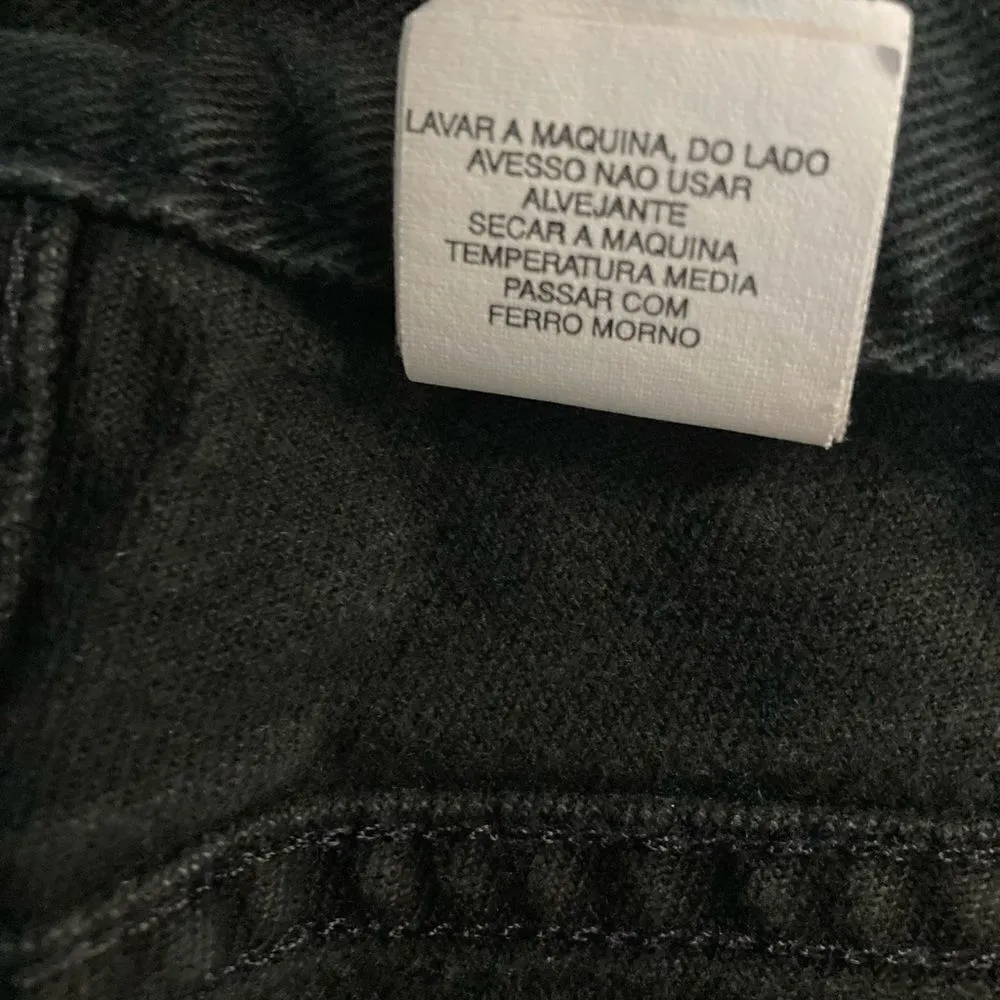 LAVAR A MAQUINA, DO LADO
AVESSO NAO USAR
ALVEJANTE
SECAR A MAQUINA
TEMPERATURA MEDIA
PASSAR COM
FERRO MORNO